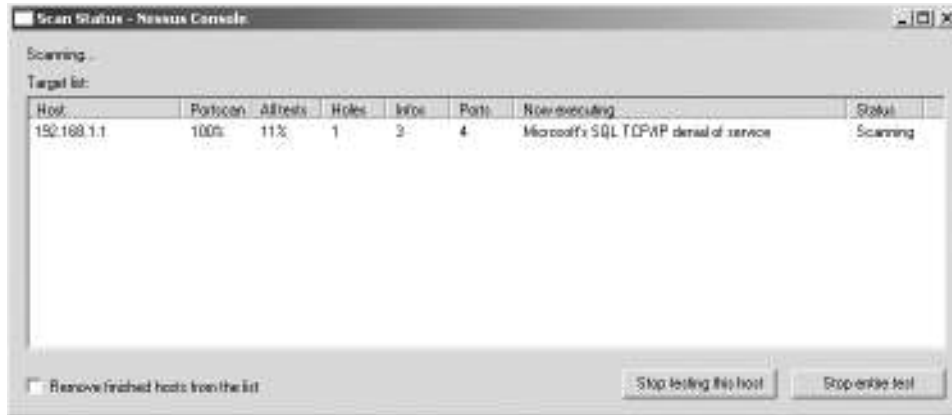 Scan Status - Nessus Console
Scanning...
Target list:
Host Portscan All tests Holes Infos Ports Now executing Status
192.168.1.1 100% 11% 1 3 4 Microsoft's SQL TCP/IP denial of service Scanning
Remove finished hosts from the list
Stop testing this host
Stop entire test